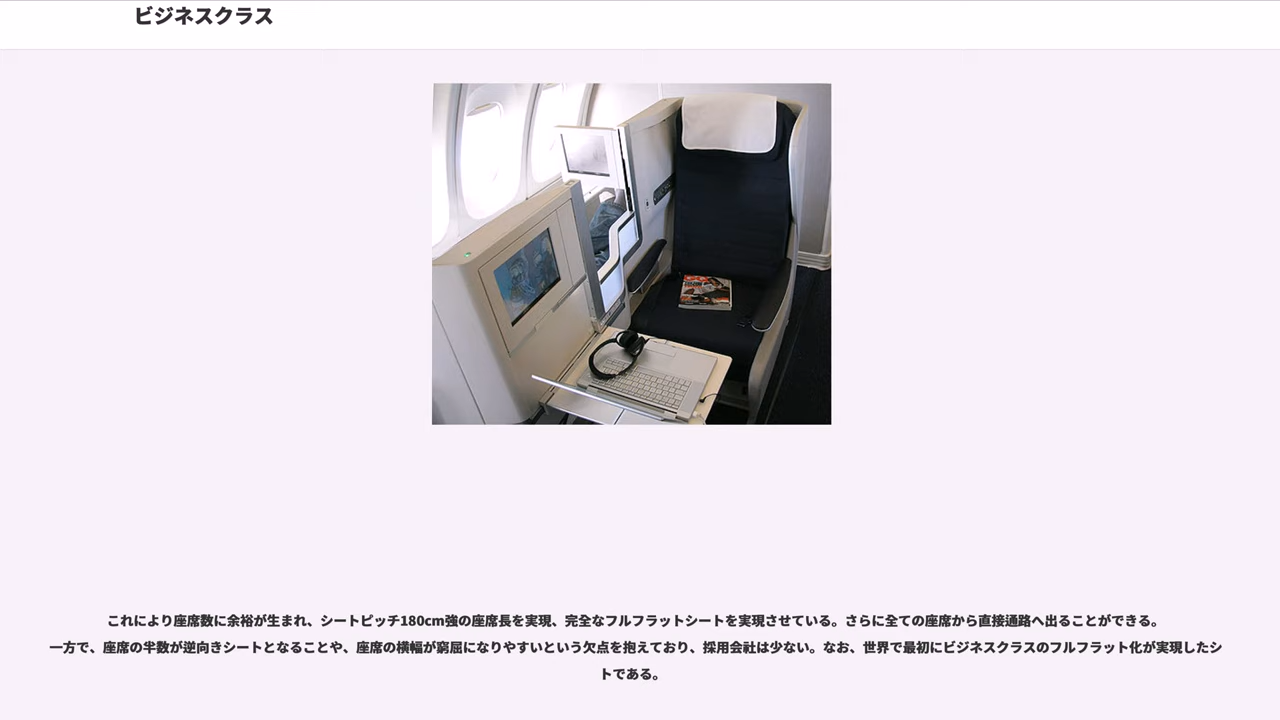 ビジネスクラス
これにより座席数に余裕が生まれ、シートピッチ180cm強の座席長を実現、完全なフルフラットシートを実現させている。さらに全ての座席から直接通路へ出ることができる。
一方で、座席の半数が逆向きシートとなることや、座席の横幅が窮屈になりやすいという欠点を抱えており、採用会社は少ない。なお、世界で最初にビジネスクラスのフルフラット化が実現したシ
トである。